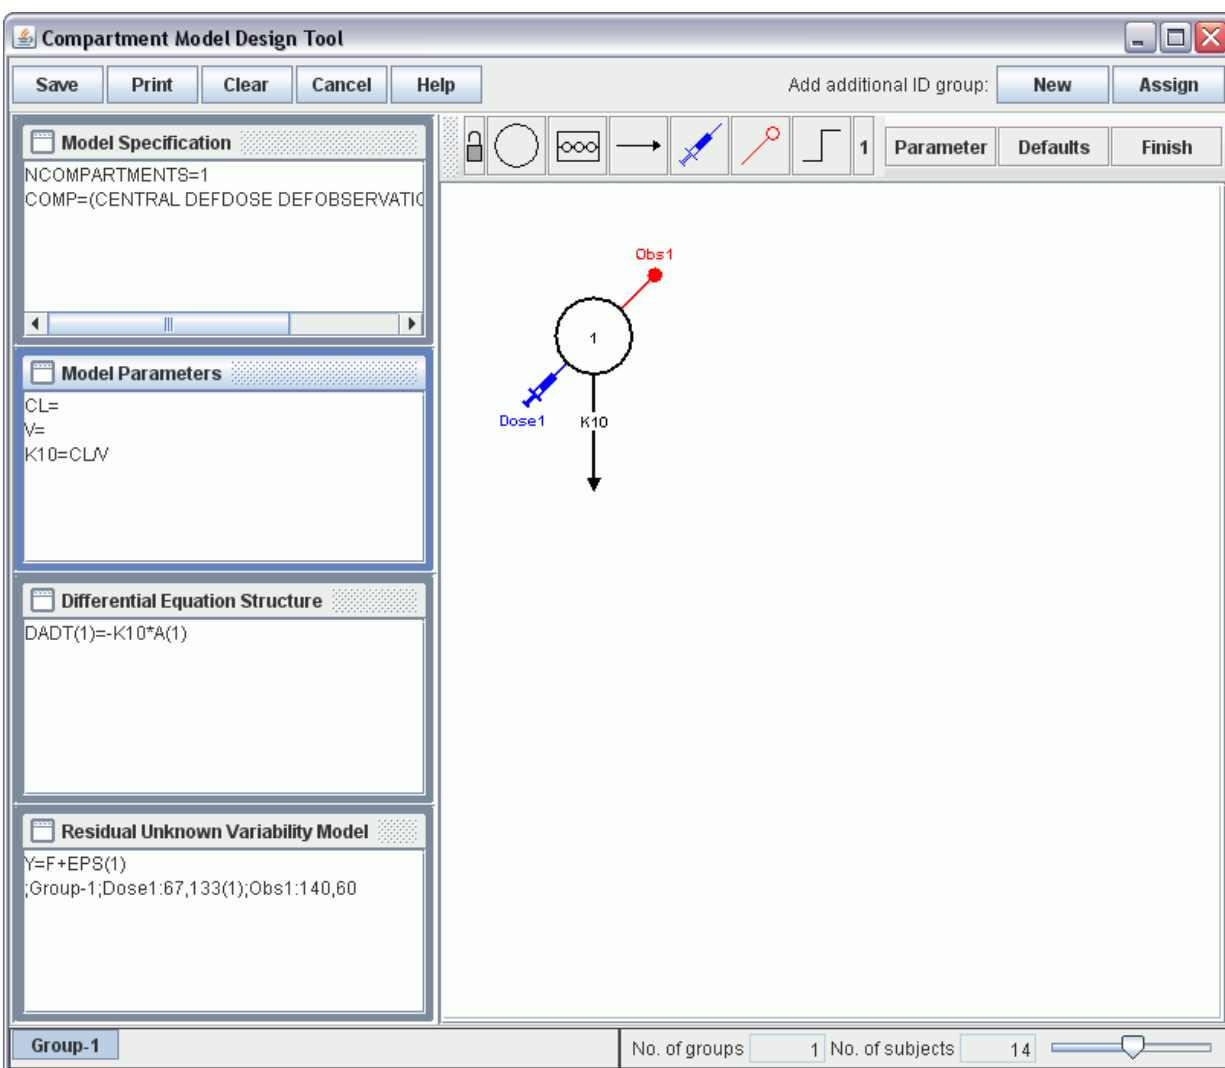 Compartment Model Design Tool
Save Print Clear Cancel Help Add additional ID group: New Assign
1 Parameter Defaults Finish
Model Specification
NCOMPARTMENTS=1
COMP=(CENTRAL DEFDOSE DEFOBSERVATIO
Model Parameters
CL=
V=
K10=CL/V
Differential Equation Structure
DADT(1)=-K10*A(1)
Residual Unknown Variability Model
Y=F+EPS(1)
;Group-1;Dose1:67,133(1);Obs1:140,60
Obs1
1
Dose1
K10
Group-1 No. of groups 1 No. of subjects 14